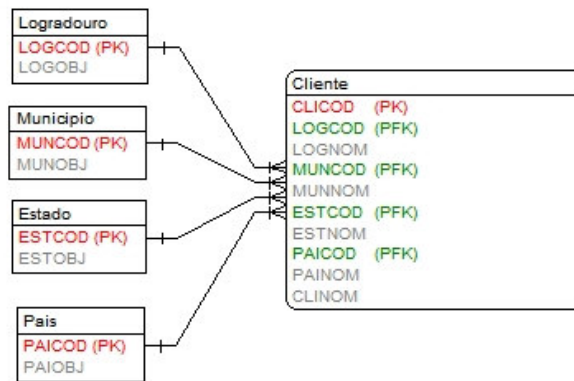 Logradouro
LOGCOD (PK)
LOGOBJ
Municipio
MUNCOD (PK)
MUNOBJ
Estado
ESTCOD (PK)
ESTOBJ
Pais
PAICOD (PK)
PAIOBJ
Cliente
CLICOD (PK)
LOGCOD (PFK)
LOGNOM
MUNCOD (PFK)
MUNNOM
ESTCOD (PFK)
ESTNOM
PAICOD (PFK)
PAINOM
CLINOM